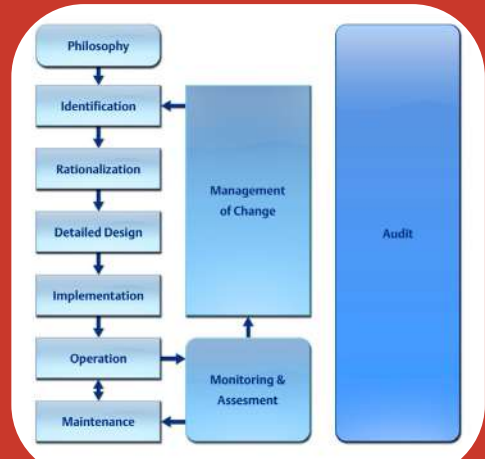 Philosophy
Identification
Rationalization
Detailed Design
Implementation
Operation
Maintenance
Management
of Change
Monitoring &
Assesment
Audit